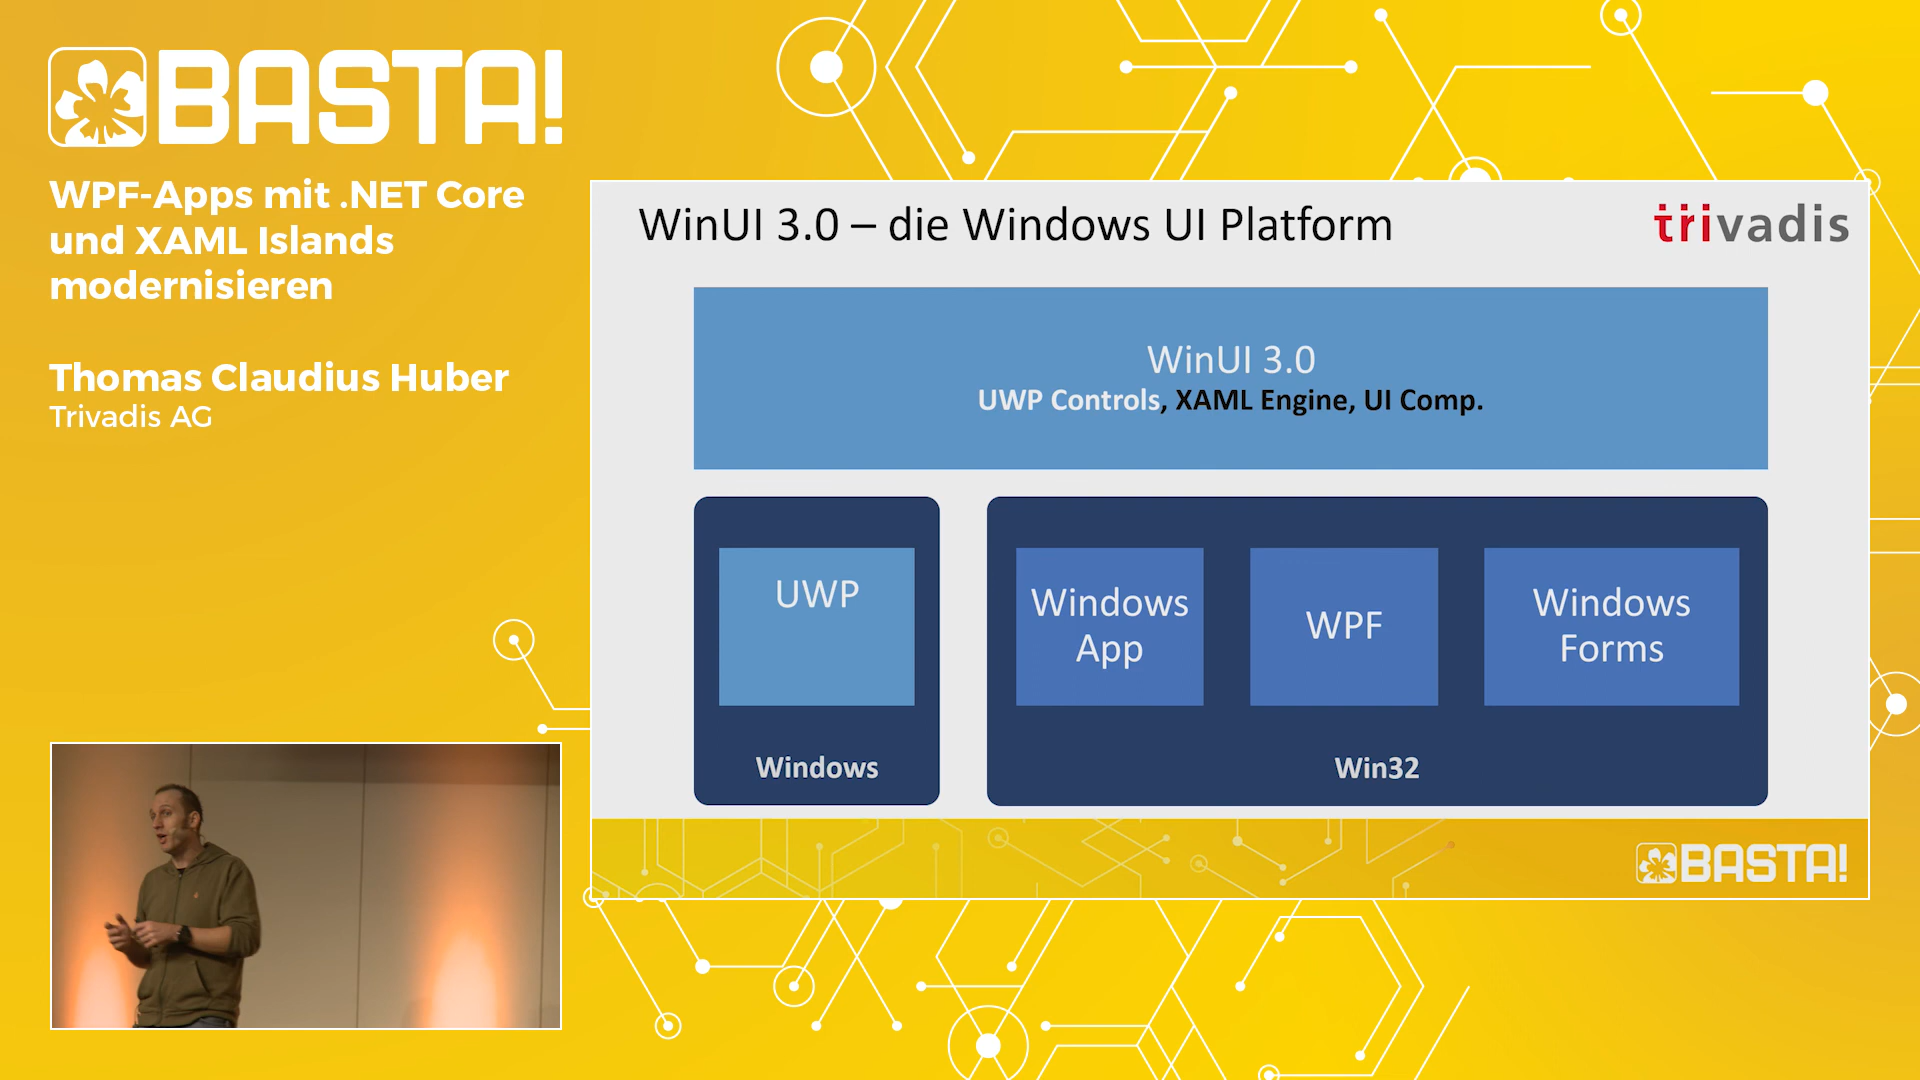 BASTA!
WPF-Apps mit .NET Core
und XAML Islands
modernisieren
Thomas Claudius Huber
Trivadis AG
WinUI 3.0 – die Windows UI Platform
trivadis
WinUI 3.0
UWP Controls, XAML Engine, UI Comp.
UWP
Windows
App
WPF
Windows
Forms
Windows
Win32
BASTA!